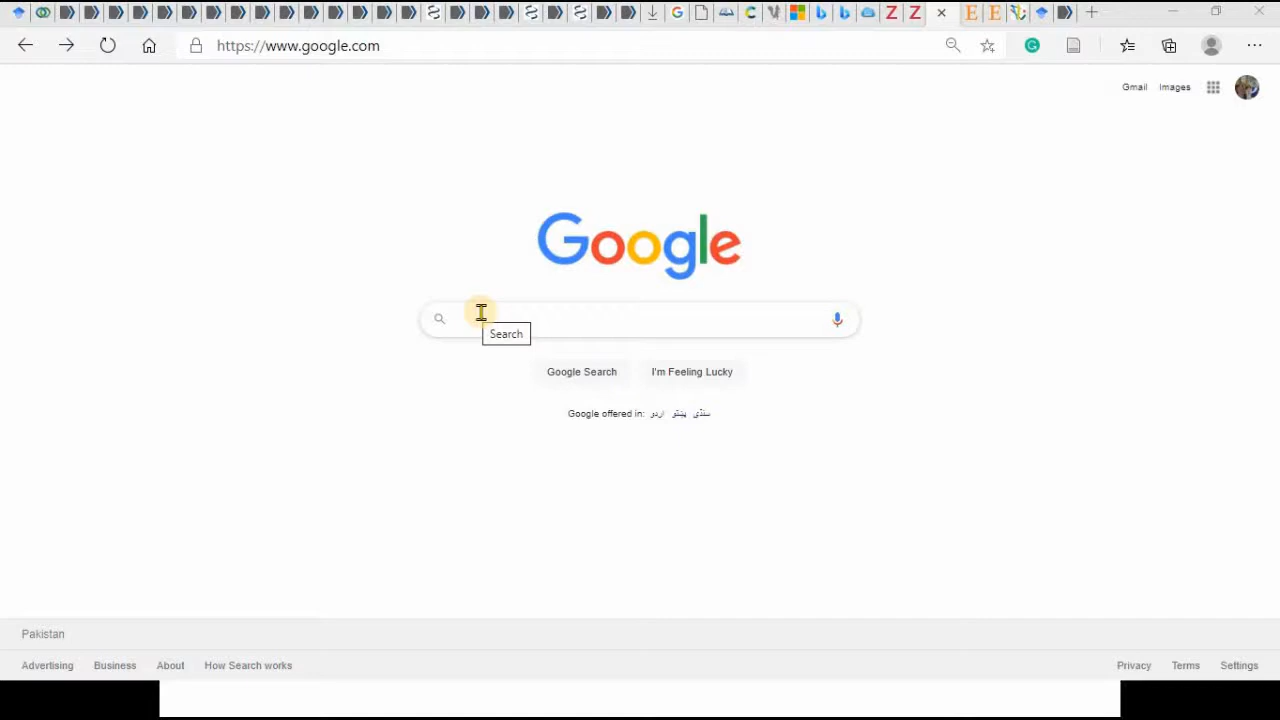 https://www.google.com
Gmail Images
Google
Search
Google Search I'm Feeling Lucky
Google offered in: اردو پښتو سنڌي
Pakistan
Advertising Business About How Search works Privacy Terms Settings